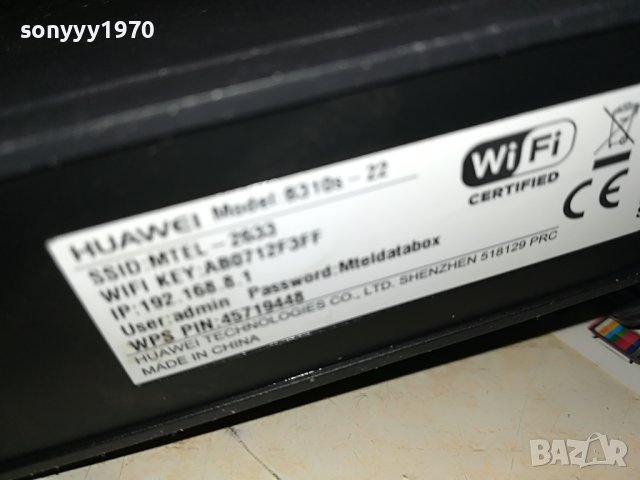 sonyyy1970
HUAWEI Model B310s-22
SSID:MTEL-2633
WIFI KEY:AB0712F3FF
IP:192.168.8.1
User:admin Password:Mteldatabox
WPS PIN:45719448
HUAWEI TECHNOLOGIES CO., LTD. SHENZHEN 518129 PRC
MADE IN CHINA
WiFi
CERTIFIED
CE
BAZAR